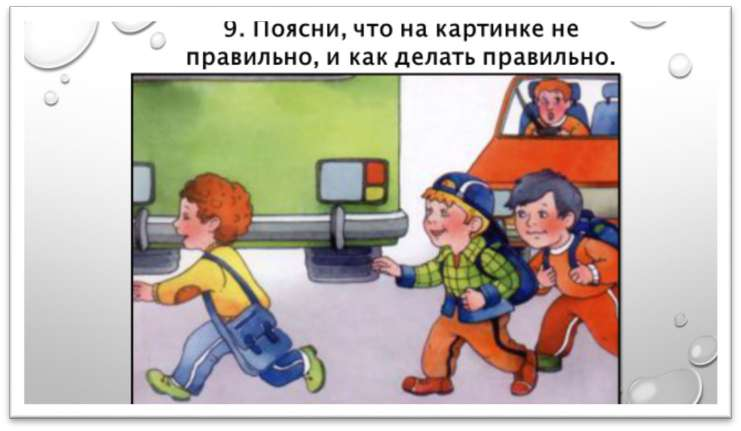 9. Поясни, что на картинке не
правильно, и как делать правильно.